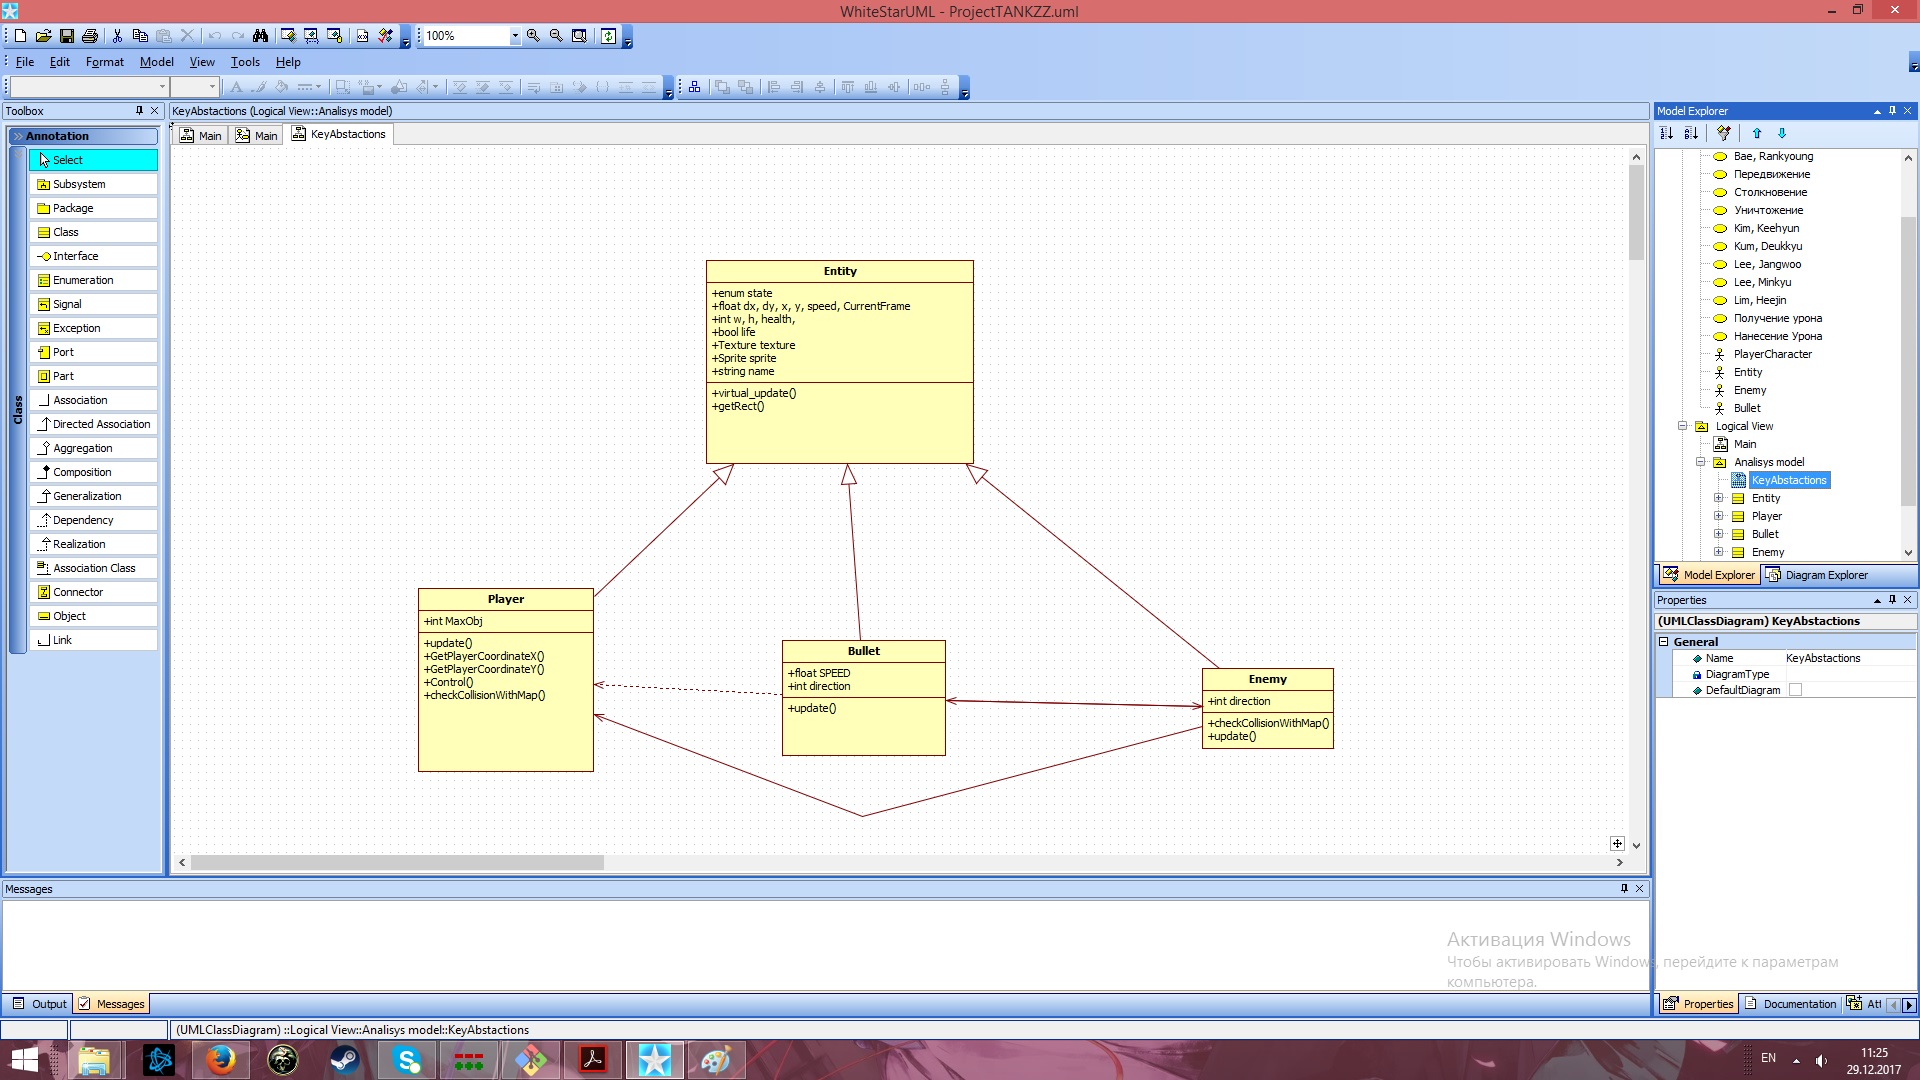 WhiteStarUML - ProjectTANKZZ.uml
100%
File Edit Format Model View Tools Help
Toolbox
KeyAbstactions (Logical View::Analisys model)
Model Explorer
Annotation
Main
Main
KeyAbstactions
Select
Subsystem
Package
Class
Interface
Enumeration
Signal
Exception
Port
Part
Association
Directed Association
Aggregation
Composition
Generalization
Dependency
Realization
Association Class
Connector
Object
Link
Class
Entity
+enum state
+float dx, dy, x, y, speed, CurrentFrame
+int w, h, health,
+bool life
+Texture texture
+Sprite sprite
+string name
+virtual_update()
+getRect()
Player
+int MaxObj
+update()
+GetPlayerCoordinateX()
+GetPlayerCoordinateY()
+Control()
+checkCollisionWithMap()
Bullet
+float SPEED
+int direction
+update()
Enemy
+int direction
+checkCollisionWithMap()
+update()
Bae, Rankyoung
Передвижение
Столкновение
Уничтожение
Kim, Keehyun
Kum, Deukkyu
Lee, Jangwoo
Lee, Minkyu
Lim, Heejin
Получение урона
Нанесение Урона
PlayerCharacter
Entity
Enemy
Bullet
Logical View
Main
Analisys model
KeyAbstactions
Entity
Player
Bullet
Enemy
Model Explorer Diagram Explorer
Properties
(UMLClassDiagram) KeyAbstactions
General
Name KeyAbstactions
DiagramType
DefaultDiagram
Messages
Активация Windows
Чтобы активировать Windows, перейдите к параметрам
компьютера.
Output Messages
Properties Documentation Att
(UMLClassDiagram) ::Logical View::Analisys model::KeyAbstactions
EN
11:25
29.12.2017